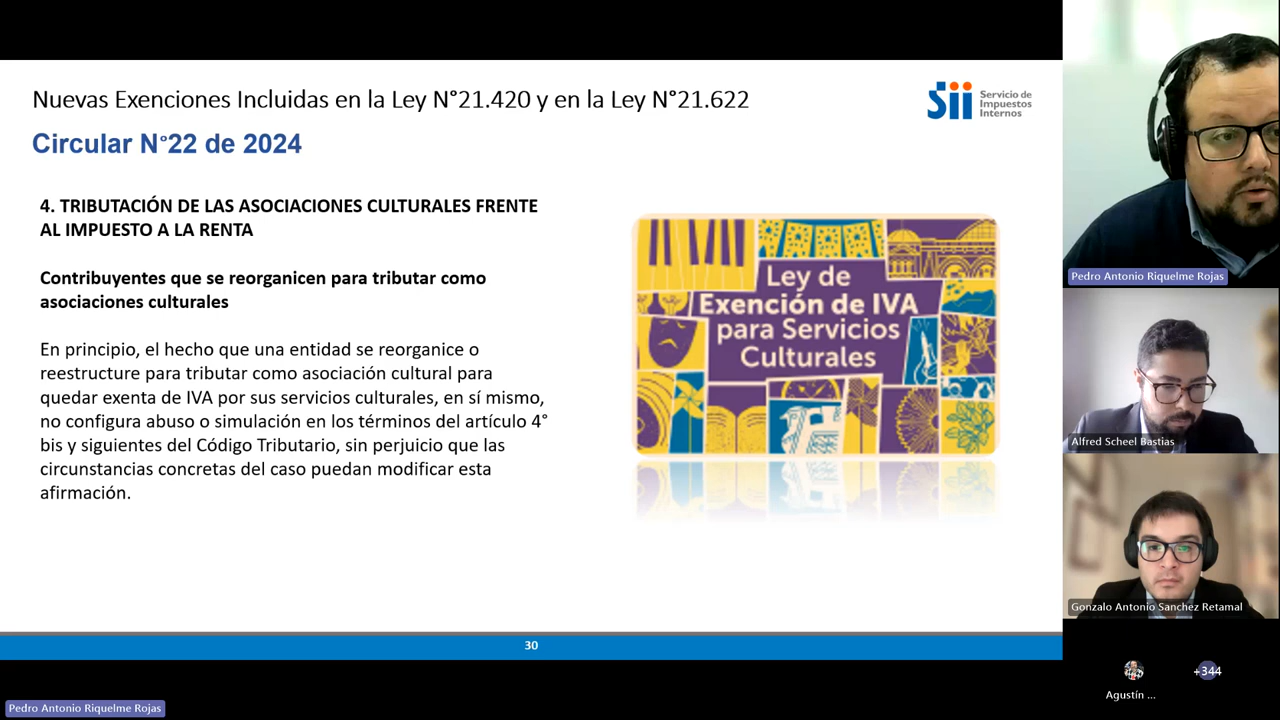 Nuevas Exenciones Incluidas en la Ley N°21.420 y en la Ley N°21.622
Circular N°22 de 2024
Sii Servicio de
Impuestos
Internos
4. TRIBUTACIÓN DE LAS ASOCIACIONES CULTURALES FRENTE
AL IMPUESTO A LA RENTA
Contribuyentes que se reorganicen para tributar como
asociaciones culturales
En principio, el hecho que una entidad se reorganice o
reestructure para tributar como asociación cultural para
quedar exenta de IVA por sus servicios culturales, en sí mismo,
no configura abuso o simulación en los términos del artículo 4°
bis y siguientes del Código Tributario, sin perjuicio que las
circunstancias concretas del caso puedan modificar esta
afirmación.
Ley de
Exención de IVA
para Servicios
Culturales
30
Pedro Antonio Riquelme Rojas
Alfred Scheel Bastias
Gonzalo Antonio Sanchez Retamal
Agustín ...
+344
Pedro Antonio Riquelme Rojas